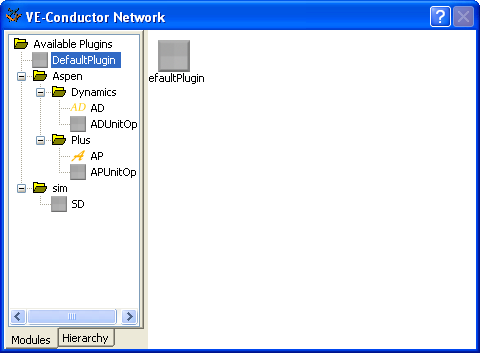 VE-Conductor Network
Available Plugins
DefaultPlugin
Aspen
Dynamics
AD AD
ADUnitOp
Plus
AP
APUnitOp
sim
SD
efaultPlugin
Modules
Hierarchy